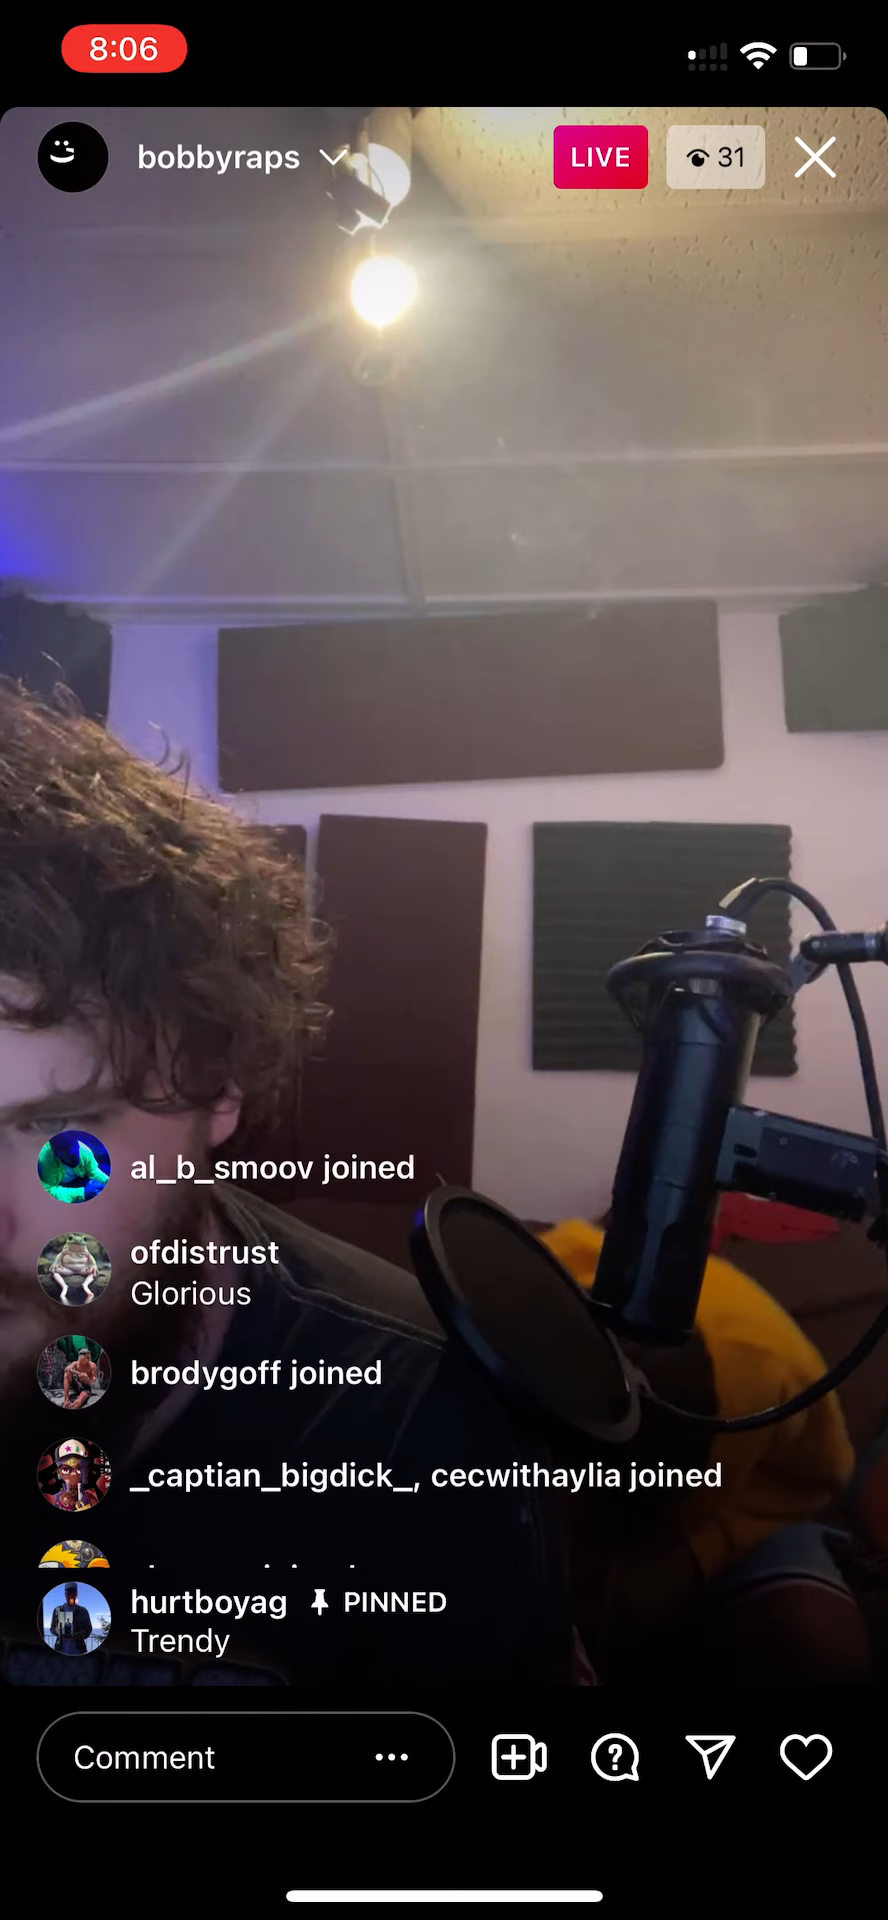 8:06
bobbyraps
LIVE
31
al_b_smoov joined
ofdistrust
Glorious
brodygoff joined
_captian_bigdick_, cecwithaylia joined
hurtboyag PINNED
Trendy
Comment